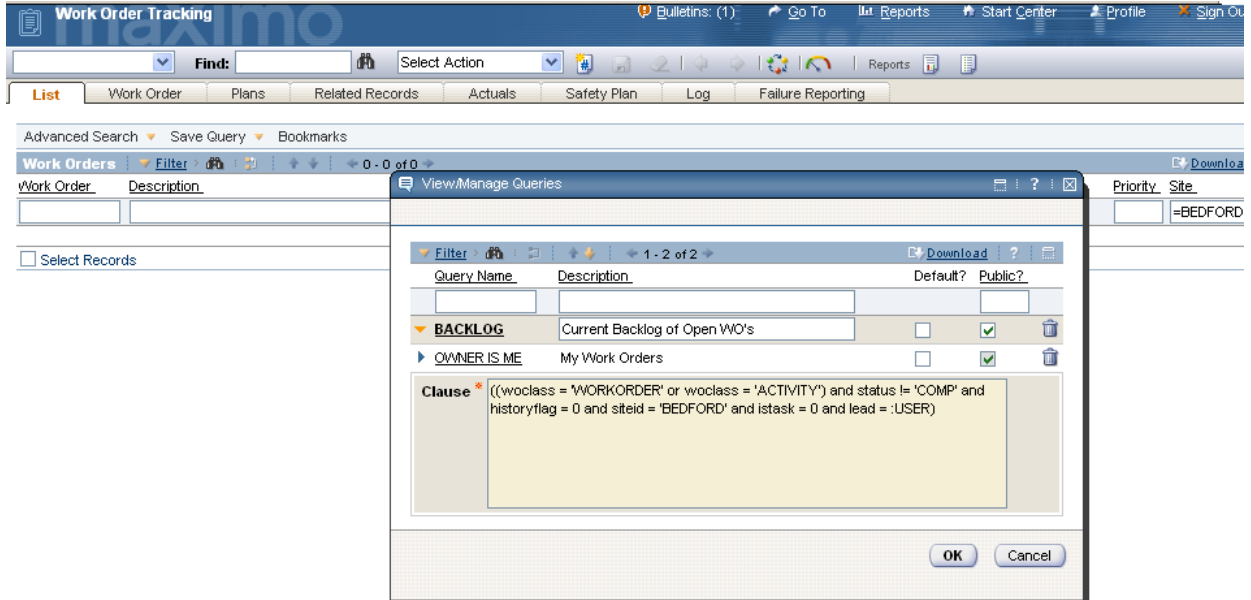 Work Order Tracking
maximo
Bulletins: (1) Go To Reports Start Center Profile Sign Ou
Find: Select Action Reports
List Work Order Plans Related Records Actuals Safety Plan Log Failure Reporting
Advanced Search Save Query Bookmarks
Work Orders Filter 0 - 0 of 0 Downloa
Work Order Description Priority Site
=BEDFORD
Select Records
View/Manage Queries ?
Filter 1 - 2 of 2 Download ?
Query Name Description Default? Public?
BACKLOG Current Backlog of Open WO's
OWNER IS ME My Work Orders
Clause * ((woclass = 'WORKORDER' or woclass = 'ACTIVITY') and status != 'COMP' and
historyflag = 0 and siteid = 'BEDFORD' and istask = 0 and lead = :USER)
OK Cancel